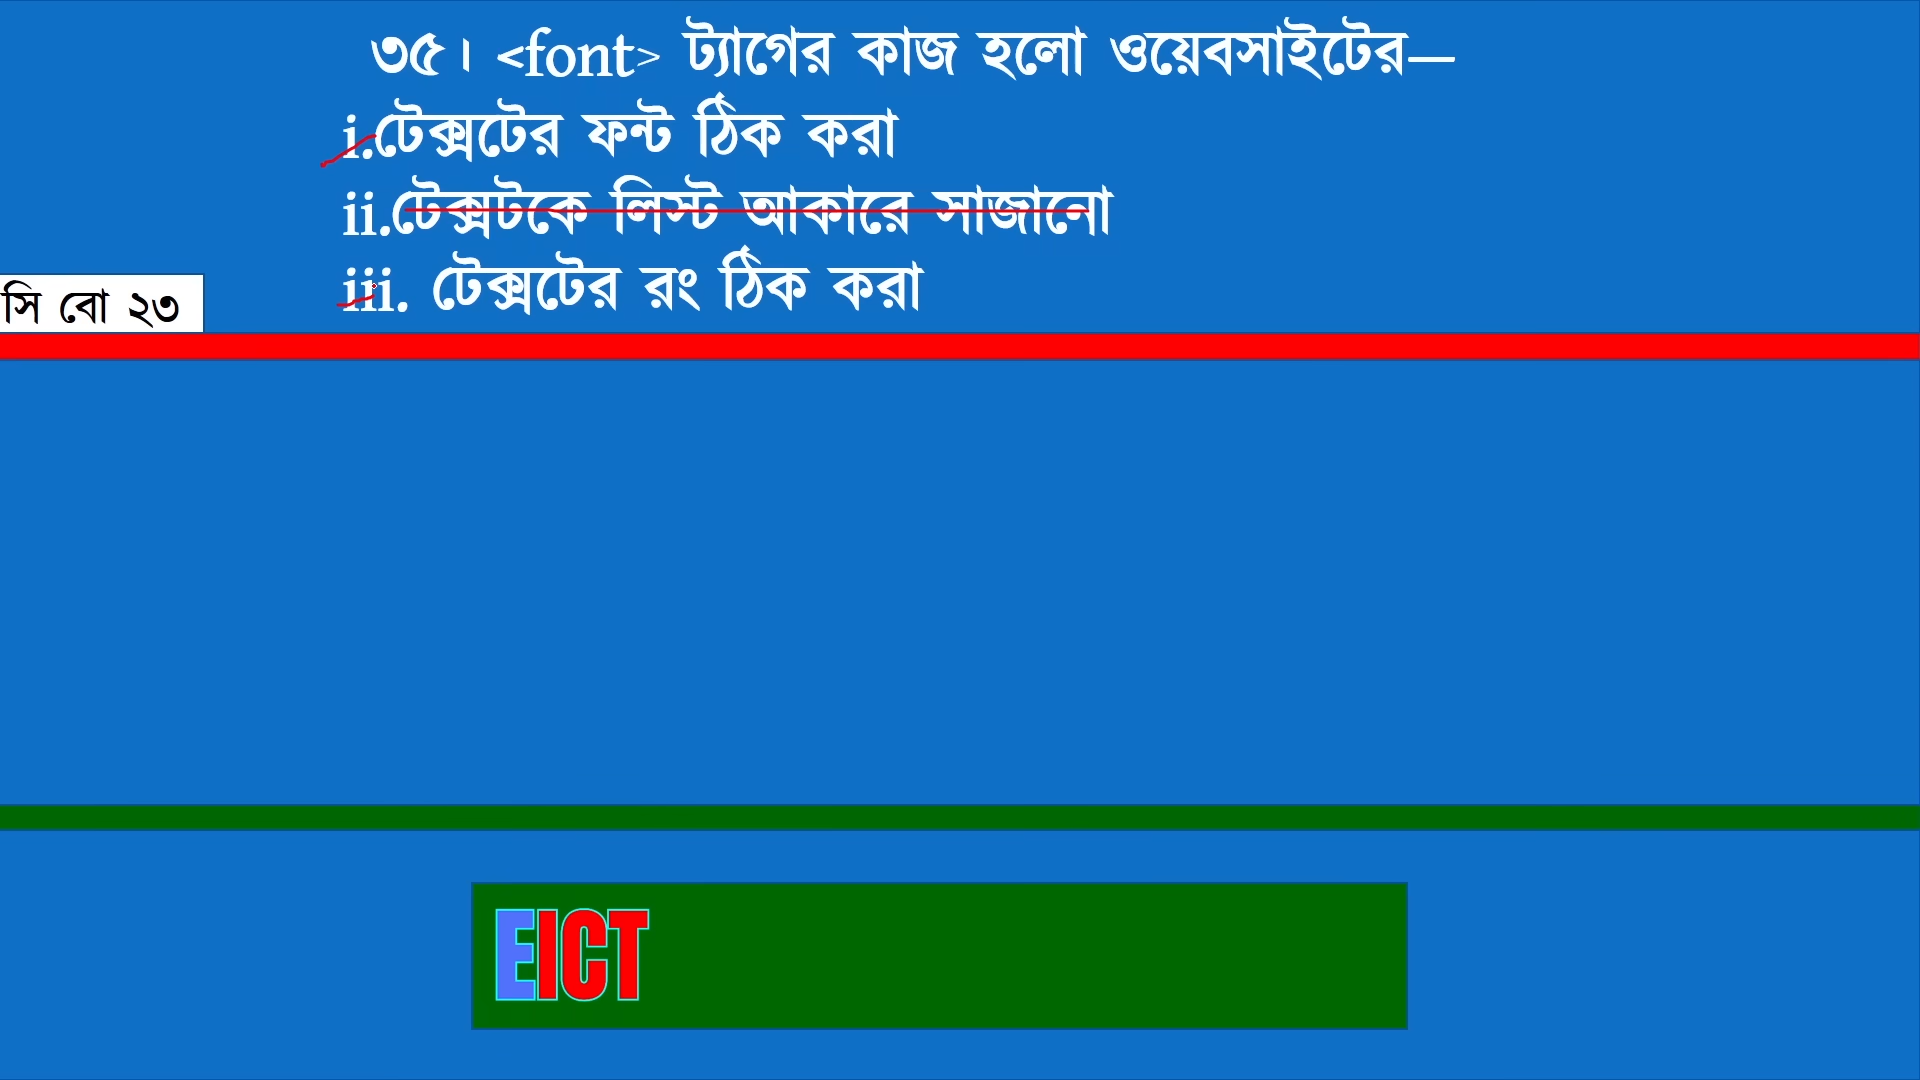 ৩৫। <font> ট্যাগের কাজ হলো ওয়েবসাইটের—
i.টেক্সটের ফন্ট ঠিক করা
ii.টেক্সটকে লিস্ট আকারে সাজানো
iii. টেক্সটের রং ঠিক করা
সি বো ২৩
EICT